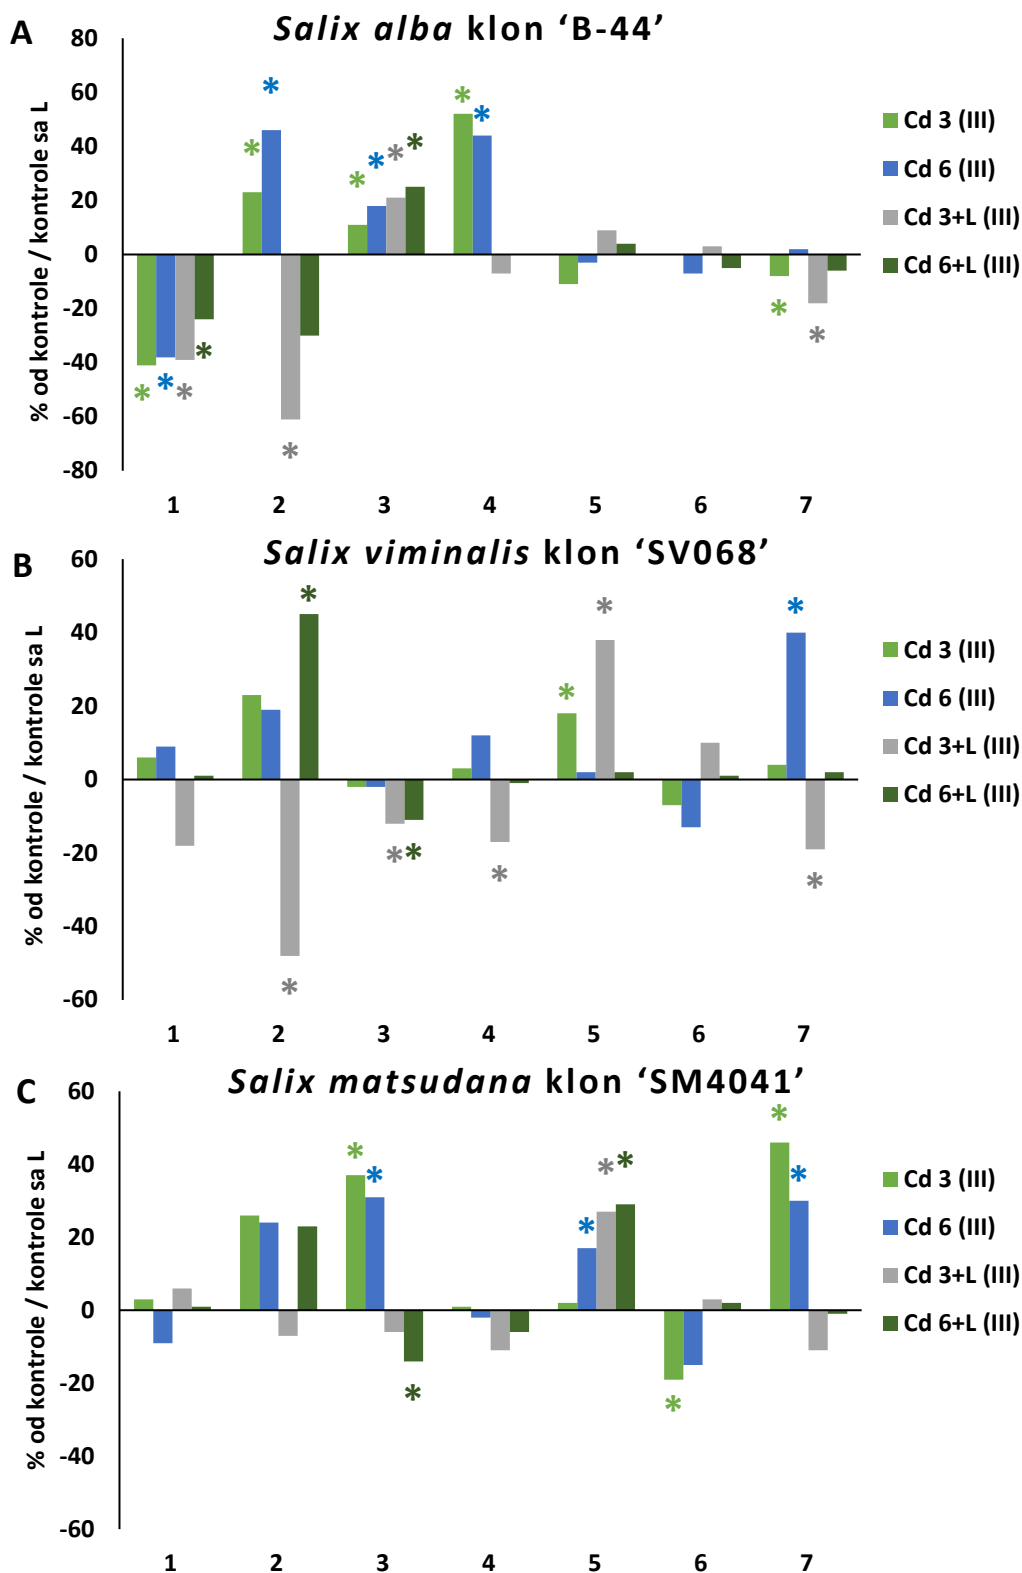 A
Salix alba klon ‘B-44’
% od kontrole / kontrole sa L
80
60
40
20
0
-20
-40
-60
-80
* * * * * * * * * * * * * * * *
1 2 3 4 5 6 7
Cd 3 (III)
Cd 6 (III)
Cd 3+L (III)
Cd 6+L (III)
B
Salix viminalis klon ‘SV068’
% od kontrole / kontrole sa L
60
40
20
0
-20
-40
-60
* * * * * * * * *
1 2 3 4 5 6 7
Cd 3 (III)
Cd 6 (III)
Cd 3+L (III)
Cd 6+L (III)
C
Salix matsudana klon ‘SM4041’
% od kontrole / kontrole sa L
60
40
20
0
-20
-40
-60
* * * * * * * * *
1 2 3 4 5 6 7
Cd 3 (III)
Cd 6 (III)
Cd 3+L (III)
Cd 6+L (III)